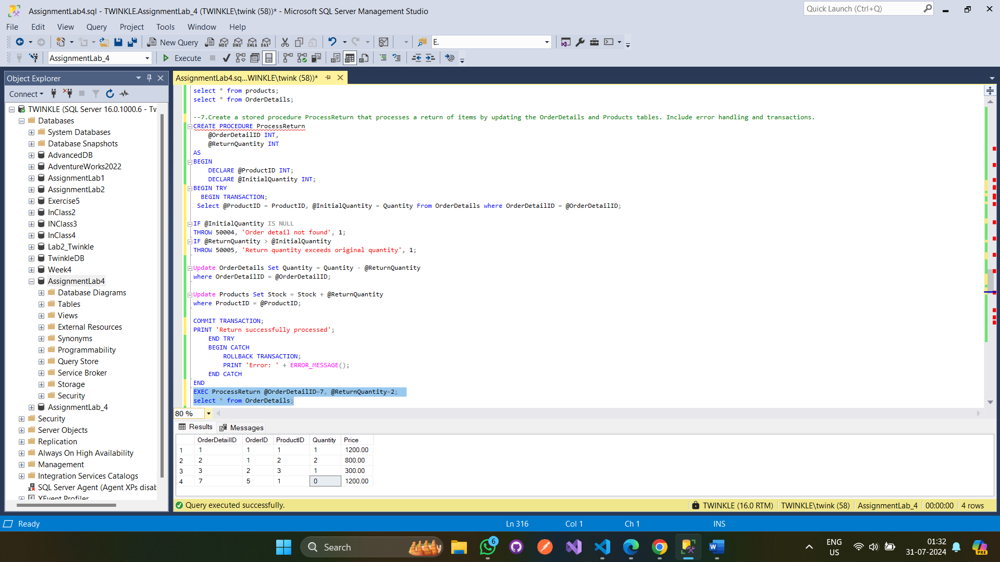 AssignmentLab4.sql - TWINKLE.AssignmentLab_4 (TWINKLE\twink (58))* - Microsoft SQL Server Management Studio
Quick Launch (Ctrl+Q)
File Edit View Query Project Tools Window Help
New Query MDX DMX XMLA DAX E.
AssignmentLab_4 Execute
Object Explorer
Connect
TWINKLE (SQL Server 16.0.1000.6 - Tw
Databases
System Databases
Database Snapshots
AdvancedDB
AdventureWorks2022
AssignmentLab1
AssignmentLab2
Exercise5
InClass2
INClass3
InClass4
Lab2_Twinkle
TwinkleDB
Week4
AssignmentLab4
Database Diagrams
Tables
Views
External Resources
Synonyms
Programmability
Query Store
Service Broker
Storage
Security
AssignmentLab_4
Security
Server Objects
Replication
Always On High Availability
Management
Integration Services Catalogs
SQL Server Agent (Agent XPs disab
XEvent Profiler
AssignmentLab4.sq...WINKLE\twink (58))*
select * from products;
select * from OrderDetails;
--7.Create a stored procedure ProcessReturn that processes a return of items by updating the OrderDetails and Products tables. Include error handling and transactions.
CREATE PROCEDURE ProcessReturn
@OrderDetailID INT,
@ReturnQuantity INT
AS
BEGIN
DECLARE @ProductID INT;
DECLARE @InitialQuantity INT;
BEGIN TRY
BEGIN TRANSACTION;
Select @ProductID = ProductID, @InitialQuantity = Quantity From OrderDetails where OrderDetailID = @OrderDetailID;
IF @InitialQuantity IS NULL
THROW 50004, 'Order detail not found', 1;
IF @ReturnQuantity > @InitialQuantity
THROW 50005, 'Return quantity exceeds original quantity', 1;
Update OrderDetails Set Quantity = Quantity - @ReturnQuantity
where OrderDetailID = @OrderDetailID;
Update Products Set Stock = Stock + @ReturnQuantity
where ProductID = @ProductID;
COMMIT TRANSACTION;
PRINT 'Return successfully processed';
END TRY
BEGIN CATCH
ROLLBACK TRANSACTION;
PRINT 'Error: ' + ERROR_MESSAGE();
END CATCH
END
EXEC ProcessReturn @OrderDetailID=7, @ReturnQuantity=2;
select * from OrderDetails;
80 %
Results Messages
OrderDetailID OrderID ProductID Quantity Price
1 1 1 1 1 1200.00
2 2 1 2 2 800.00
3 3 2 3 1 300.00
4 7 5 1 0 1200.00
Query executed successfully. TWINKLE (16.0 RTM) TWINKLE\twink (58) AssignmentLab_4 00:00:00 4 rows
Ready Ln 316 Col 1 Ch 1 INS
Search 6 ENG US 01:32 31-07-2024 PRE